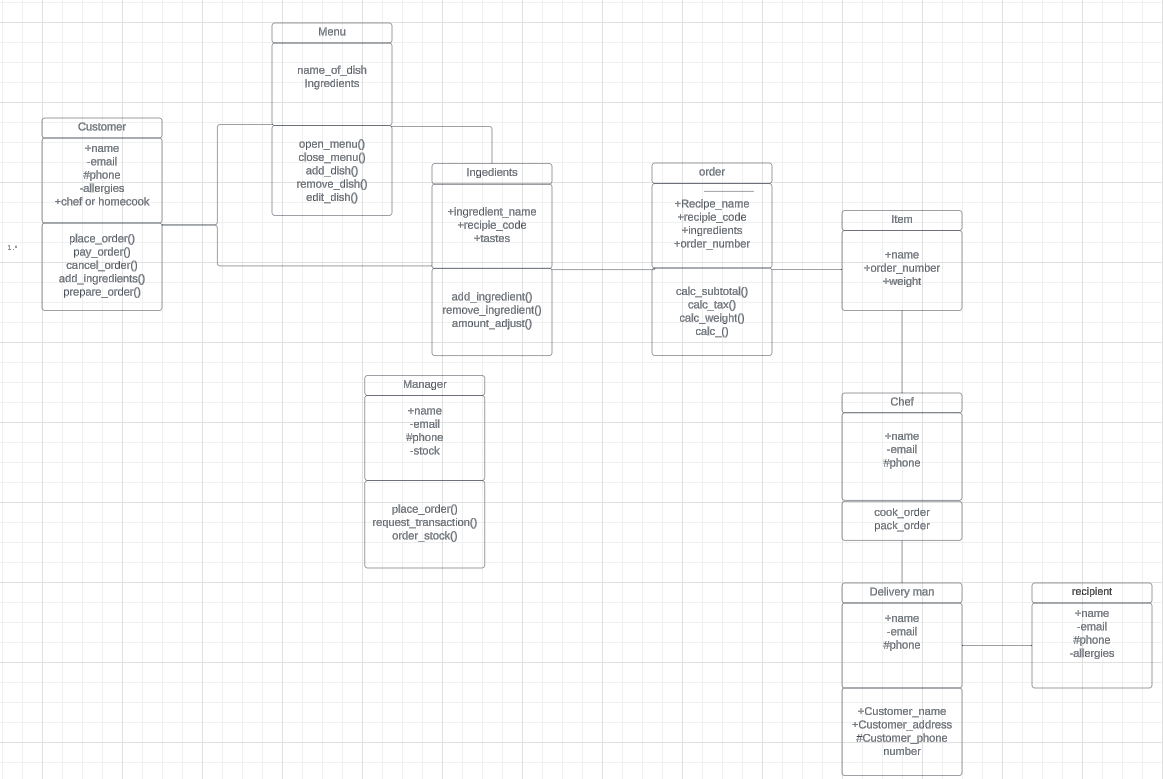 Menu
name_of_dish
Ingredients
open_menu()
close_menu()
add_dish()
remove_dish()
edit_dish()
Customer
+name
-email
#phone
-allergies
+chef or homecook
place_order()
pay_order()
cancel_order()
add_ingredients()
prepare_order()
1..*
Ingedients
+ingredient_name
+reciple_code
+tastes
add_ingredient()
remove_ingredient()
amount_adjust()
order
+Recipe_name
+reciple_code
+ingredients
+order_number
calc_subtotal()
calc_tax()
calc_weight()
calc_()
Item
+name
+order_number
+weight
Manager
+name
-email
#phone
-stock
place_order()
request_transaction()
order_stock()
Chef
+name
-email
#phone
cook_order
pack_order
Delivery man
+name
-email
#phone
+Customer_name
+Customer_address
#Customer_phone
number
recipient
+name
-email
#phone
-allergies